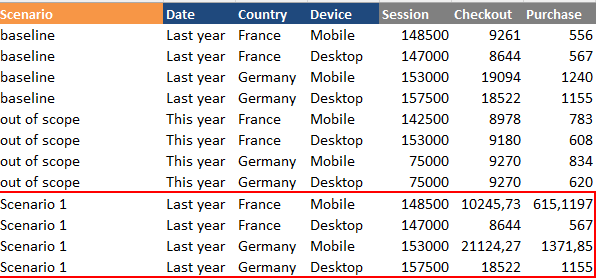 Scenario Date Country Device Session Checkout Purchase
baseline Last year France Mobile 148500 9261 556
baseline Last year France Desktop 147000 8644 567
baseline Last year Germany Mobile 153000 19094 1240
baseline Last year Germany Desktop 157500 18522 1155
out of scope This year France Mobile 142500 8978 783
out of scope This year France Desktop 153000 9180 608
out of scope This year Germany Mobile 75000 9270 834
out of scope This year Germany Desktop 75000 9270 620
Scenario 1 Last year France Mobile 148500 10245,73 615,1197
Scenario 1 Last year France Desktop 147000 8644 567
Scenario 1 Last year Germany Mobile 153000 21124,27 1371,85
Scenario 1 Last year Germany Desktop 157500 18522 1155